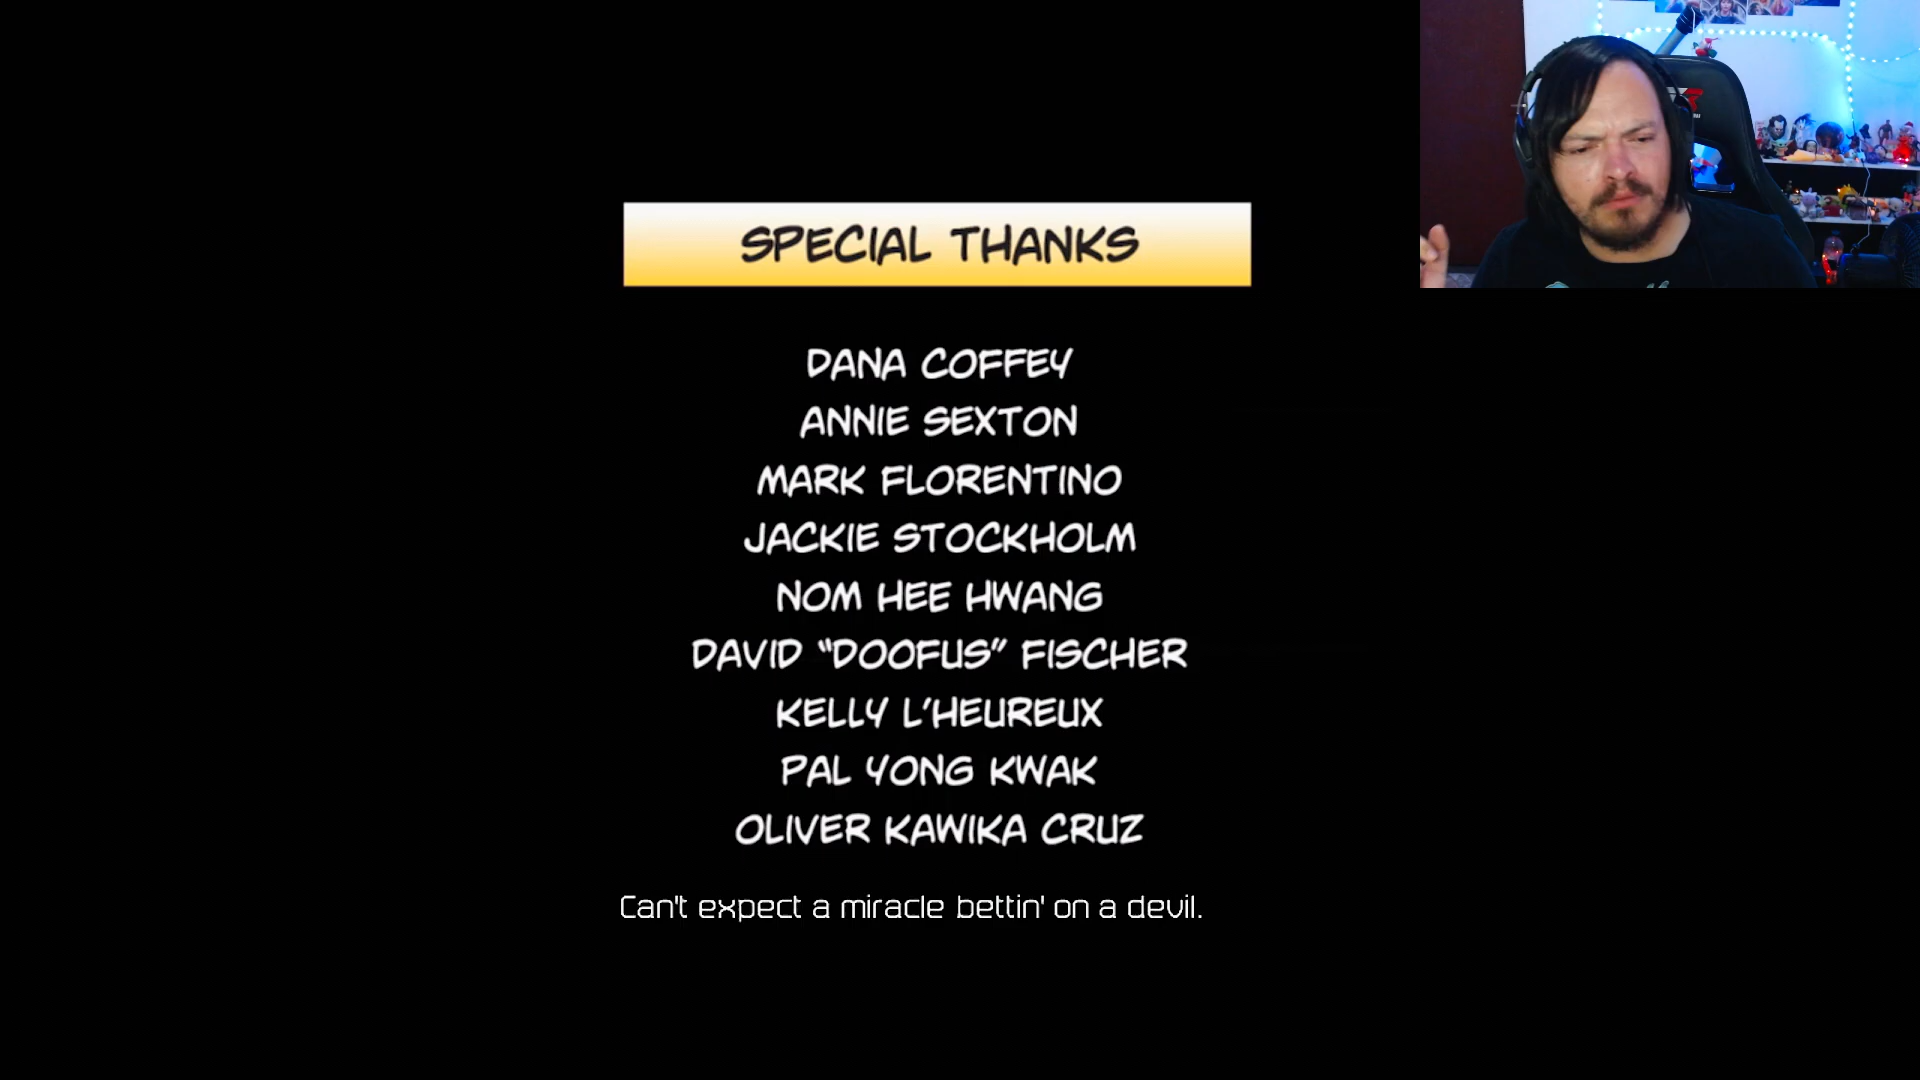 SPECIAL THANKS
DANA COFFEY
ANNIE SEXTON
MARK FLORENTINO
JACKIE STOCKHOLM
NOM HEE HWANG
DAVID “DOOFUS” FISCHER
KELLY L’HEUREUX
PAL YONG KWAK
OLIVER KAWIKA CRUZ
Can't expect a miracle bettin' on a devil.